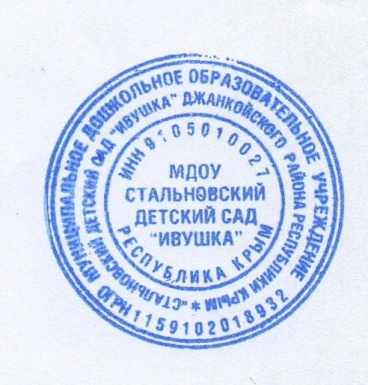 МУНИЦИПАЛЬНОЕ ДОШКОЛЬНОЕ ОБРАЗОВАТЕЛЬНОЕ УЧРЕЖДЕНИЕ
"СТАЛЬНОВСКИЙ ДЕТСКИЙ САД "ИВУШКА" ДЖАНКОЙСКОГО РАЙОНА РЕСПУБЛИКИ КРЫМ *
1159102018932
ИНН 9105010027
МДОУ
СТАЛЬНОВСКИЙ
ДЕТСКИЙ САД
"ИВУШКА"
РЕСПУБЛИКА КРЫМ